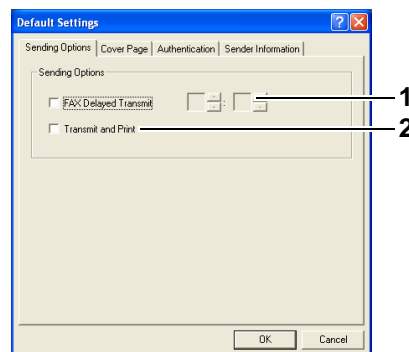 Default Settings
Sending Options Cover Page Authentication Sender Information
Sending Options
FAX Delayed Transmit : 1
Transmit and Print 2
OK Cancel